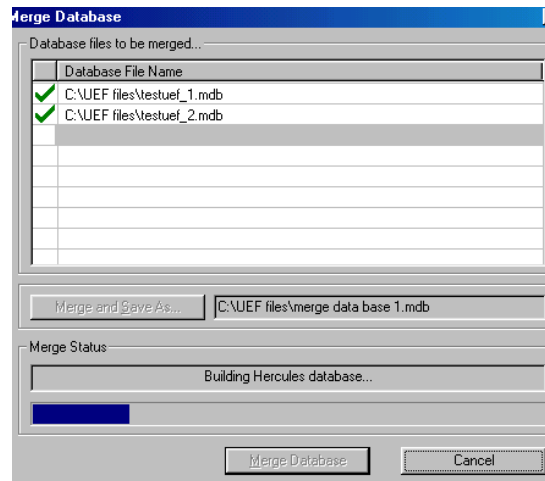 Merge Database
Database files to be merged...
Database File Name
C:\UEF files\testuef_1.mdb
C:\UEF files\testuef_2.mdb
Merge and Save As...
C:\UEF files\merge data base 1.mdb
Merge Status
Building Hercules database...
Merge Database
Cancel